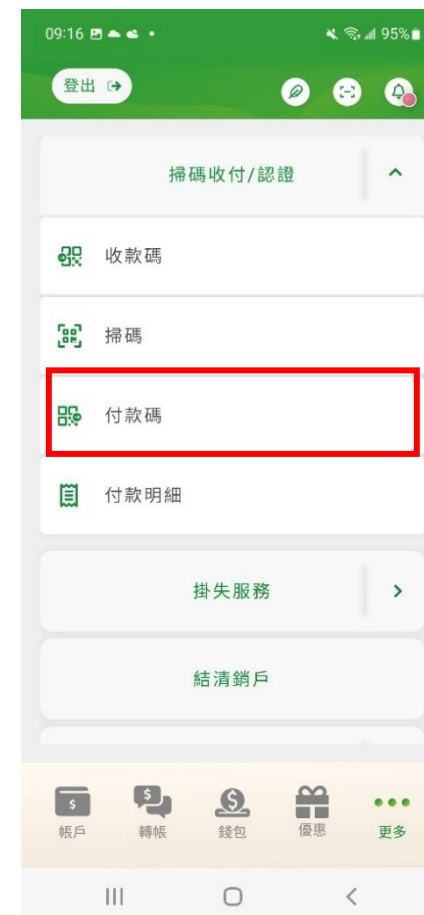 09:16 95%
登出
掃碼收付/認證
收款碼
掃碼
付款碼
付款明細
掛失服務
結清銷戶
帳戶 轉帳 錢包 優惠 更多